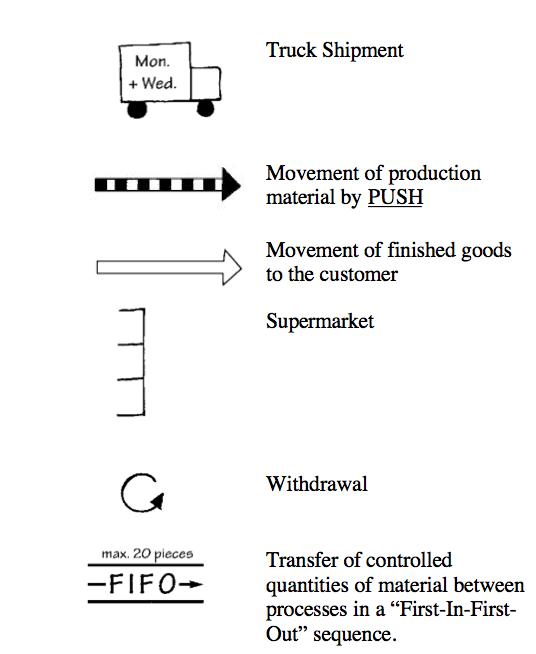 Mon.
+ Wed.
Truck Shipment
Movement of production
material by PUSH
Movement of finished goods
to the customer
Supermarket
Withdrawal
max. 20 pieces
FIFO
Transfer of controlled
quantities of material between
processes in a “First-In-First-
Out” sequence.